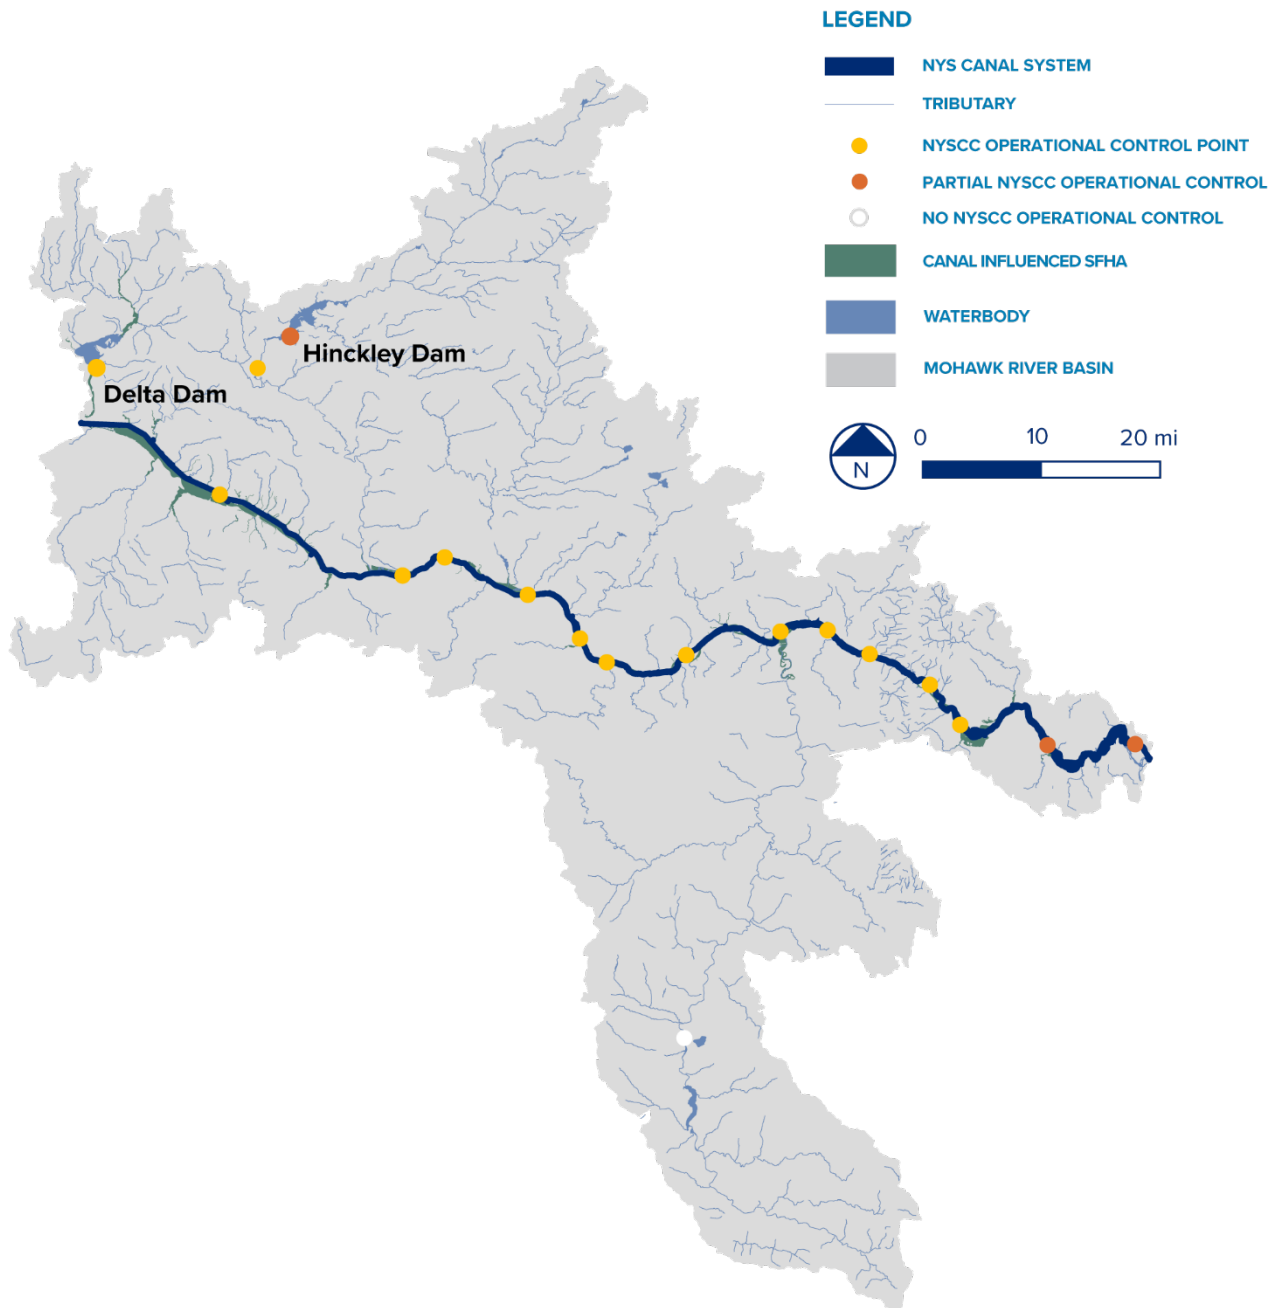 LEGEND
NYS CANAL SYSTEM
TRIBUTARY
NYSCC OPERATIONAL CONTROL POINT
PARTIAL NYSCC OPERATIONAL CONTROL
NO NYSCC OPERATIONAL CONTROL
CANAL INFLUENCED SFHA
WATERBODY
MOHAWK RIVER BASIN
N
0 10 20 mi
Hinckley Dam
Delta Dam